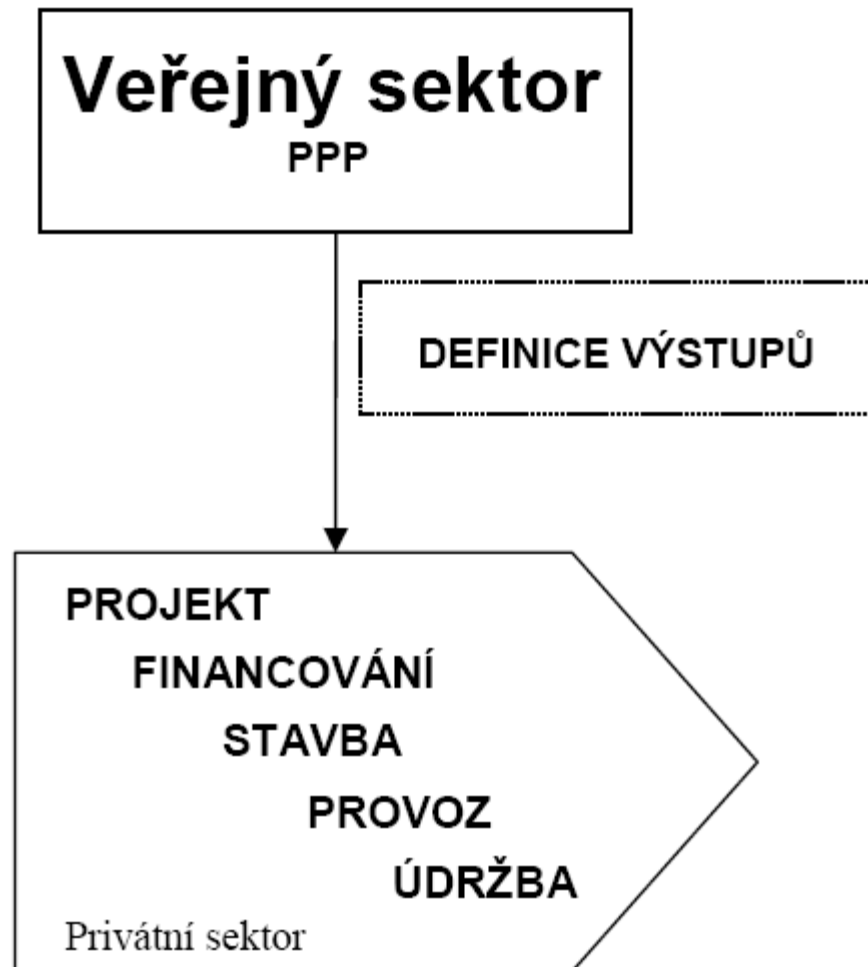 Veřejný sektor
PPP
DEFINICE VÝSTUPŮ
PROJEKT
FINANCOVÁNÍ
STAVBA
PROVOZ
ÚDRŽBA
Privátní sektor